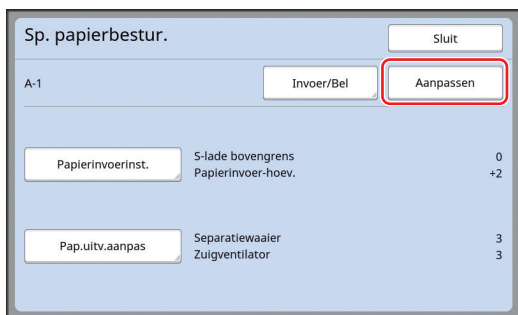 Sp. papierbestur.
Sluit
A-1
Invoer/Bel
Aanpassen
Papierinvoerinst.
S-lade bovengrens 0
Papierinvoer-hoev. +2
Pap.uitv.aanpas
Separatiewaaier 3
Zuigventilator 3